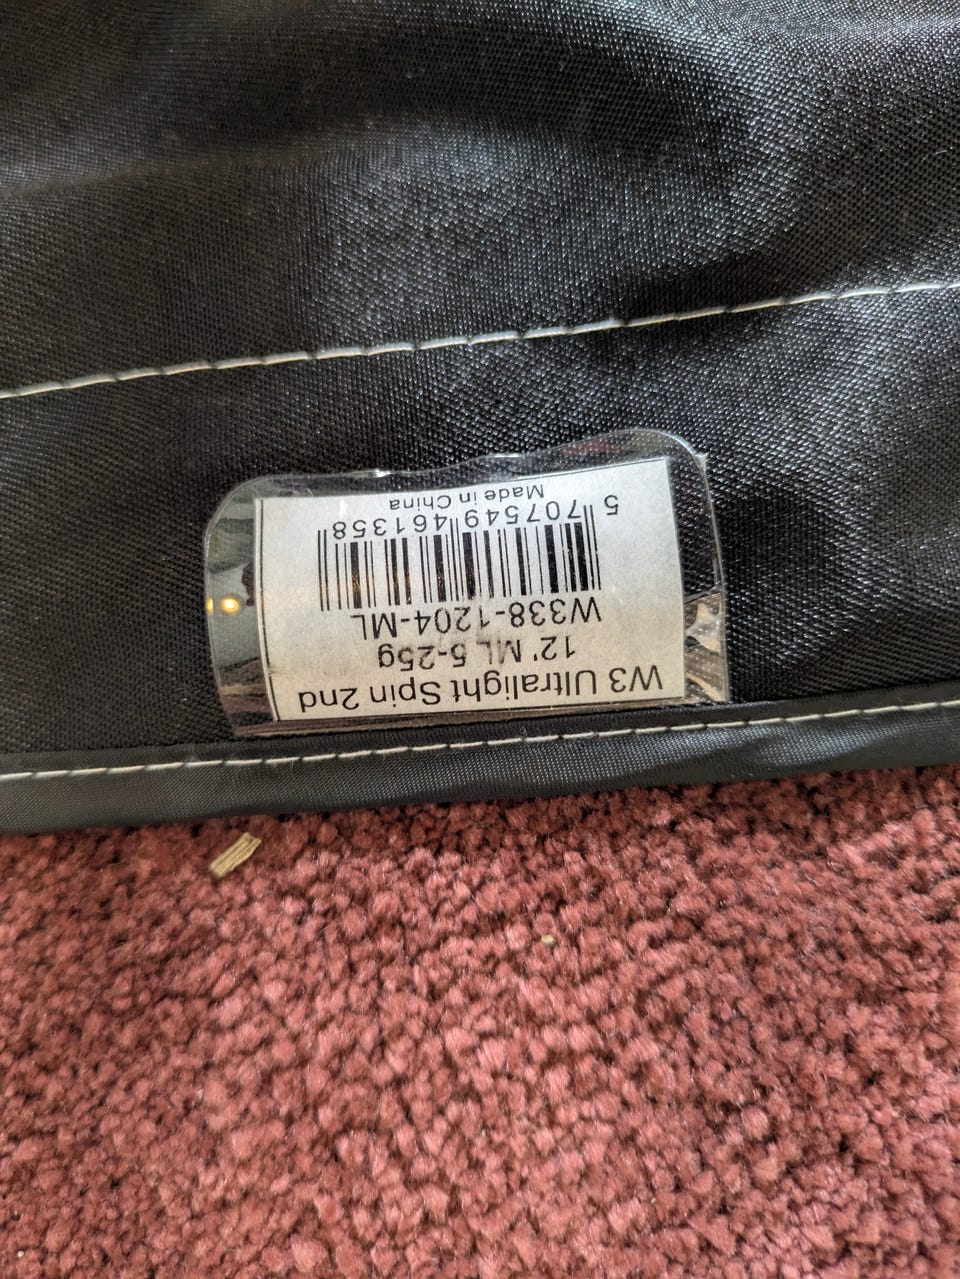 W3 Ultralight Spin 2nd
12' ML 5-25g
W338-1204-ML
5 707549 461358
Made in China